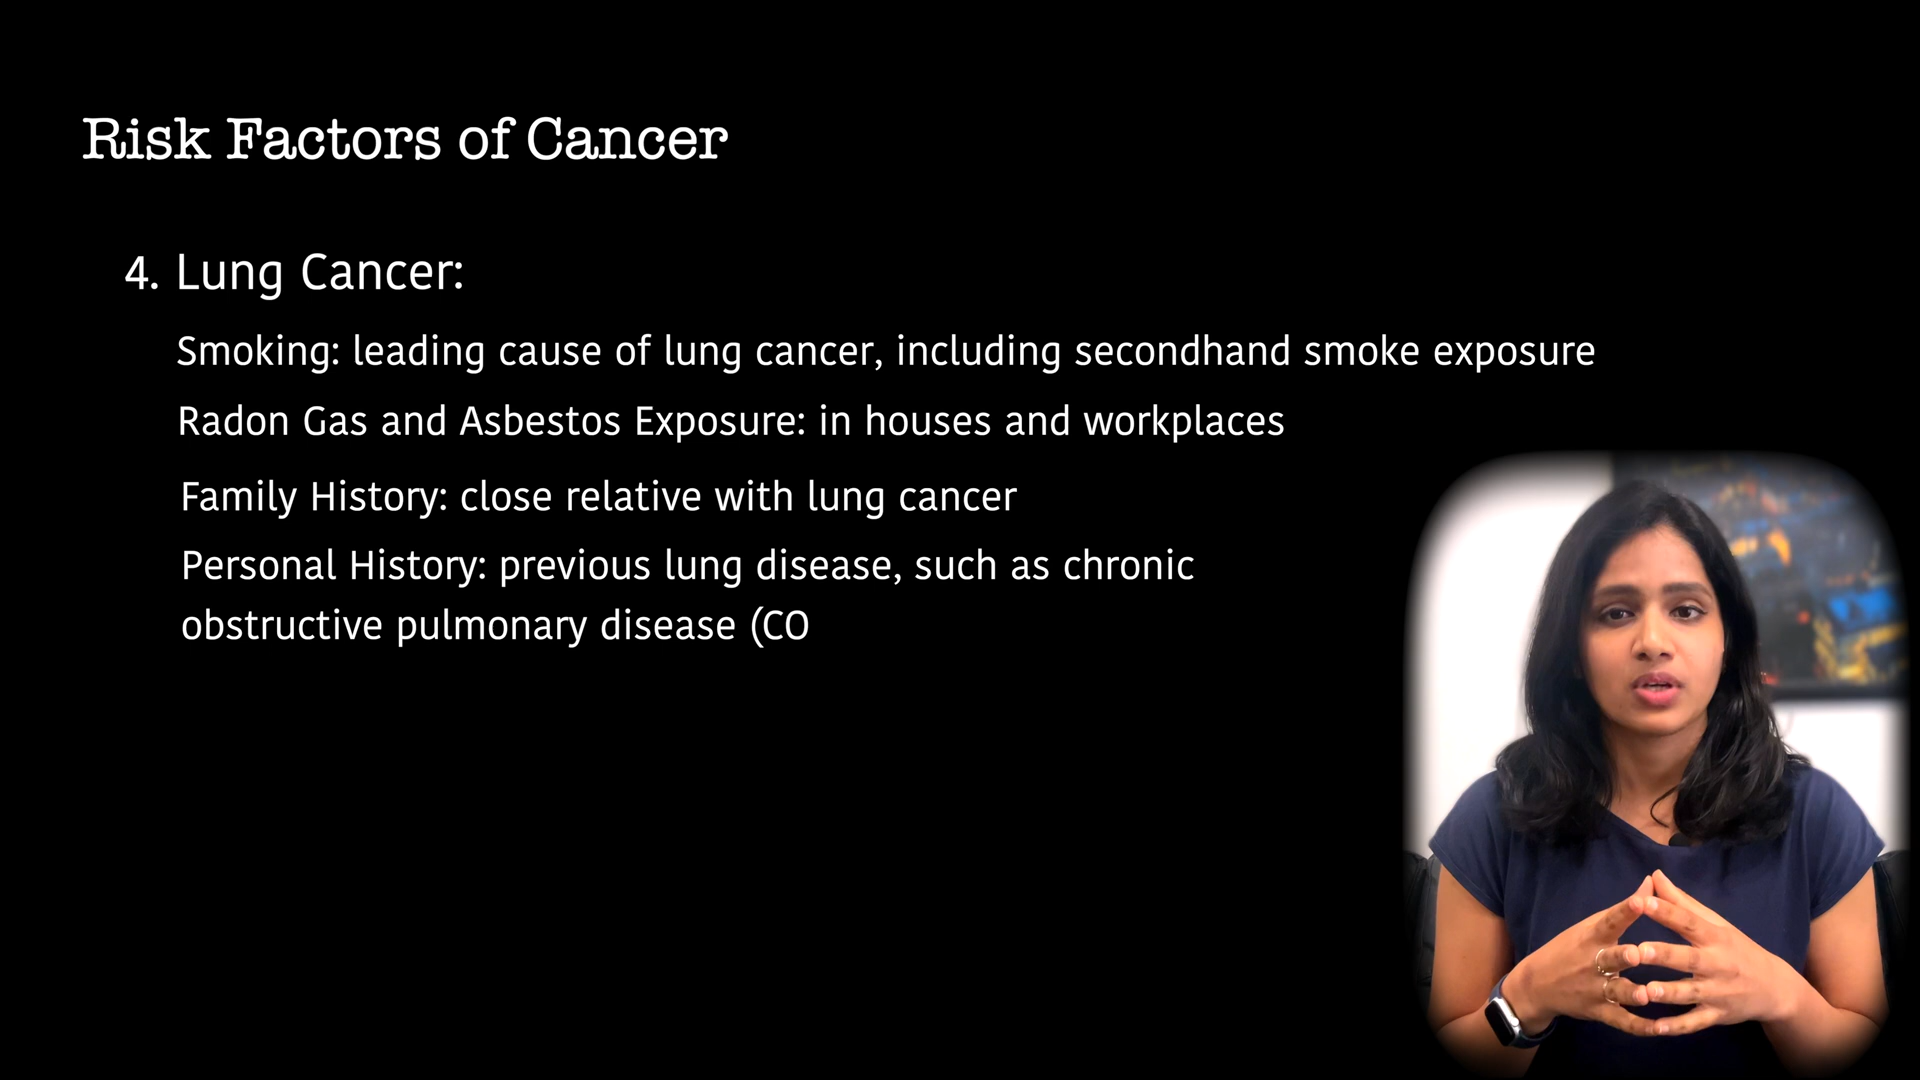 Risk Factors of Cancer
4. Lung Cancer:
Smoking: leading cause of lung cancer, including secondhand smoke exposure
Radon Gas and Asbestos Exposure: in houses and workplaces
Family History: close relative with lung cancer
Personal History: previous lung disease, such as chronic
obstructive pulmonary disease (CO